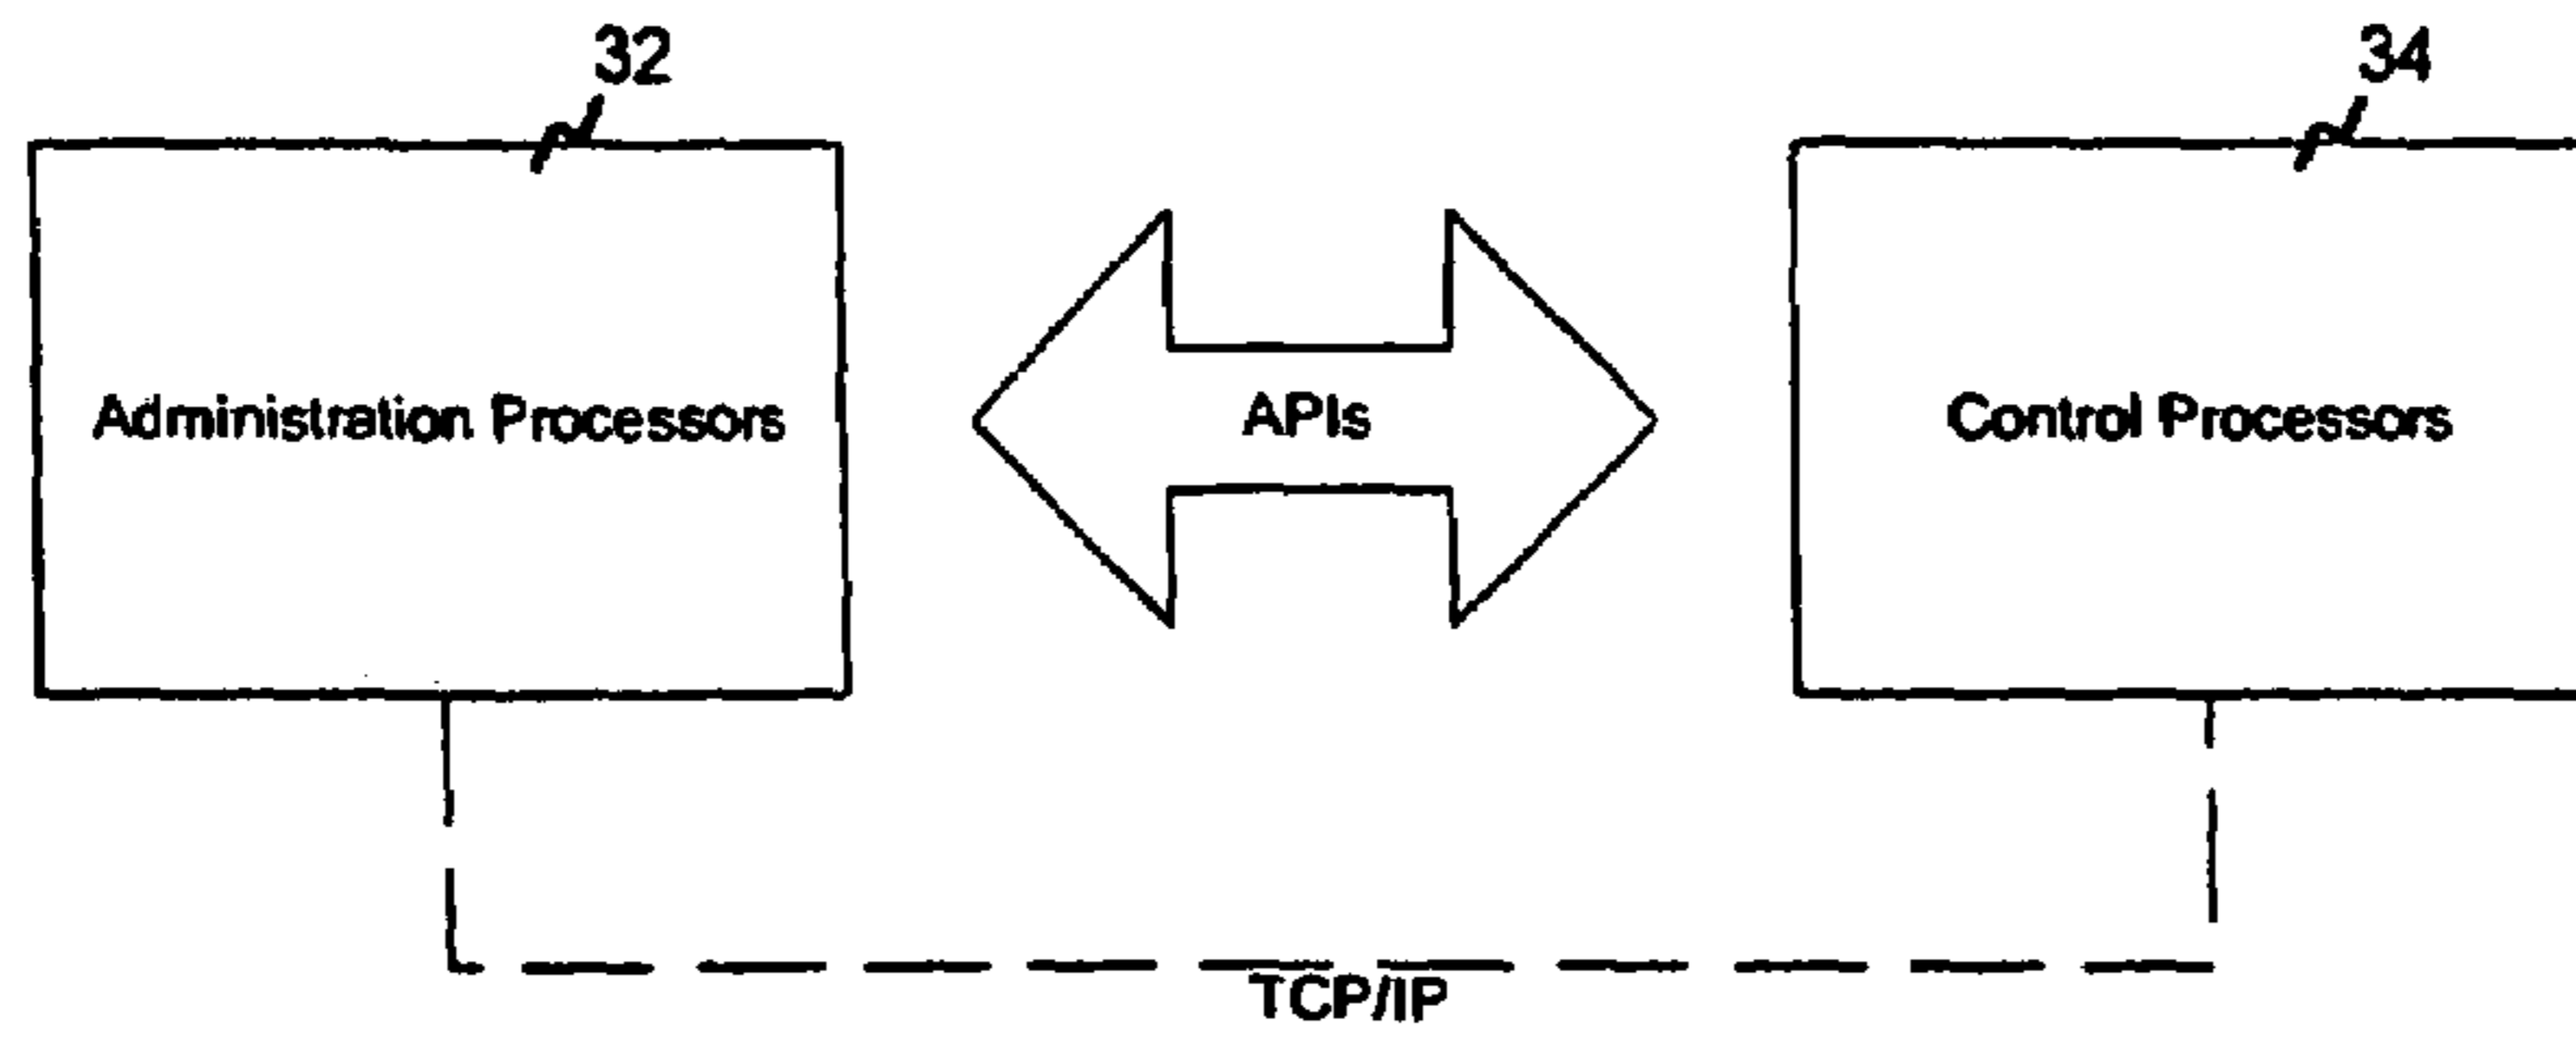 32
34
Administration Processors
APIs
Control Processors
TCP/IP